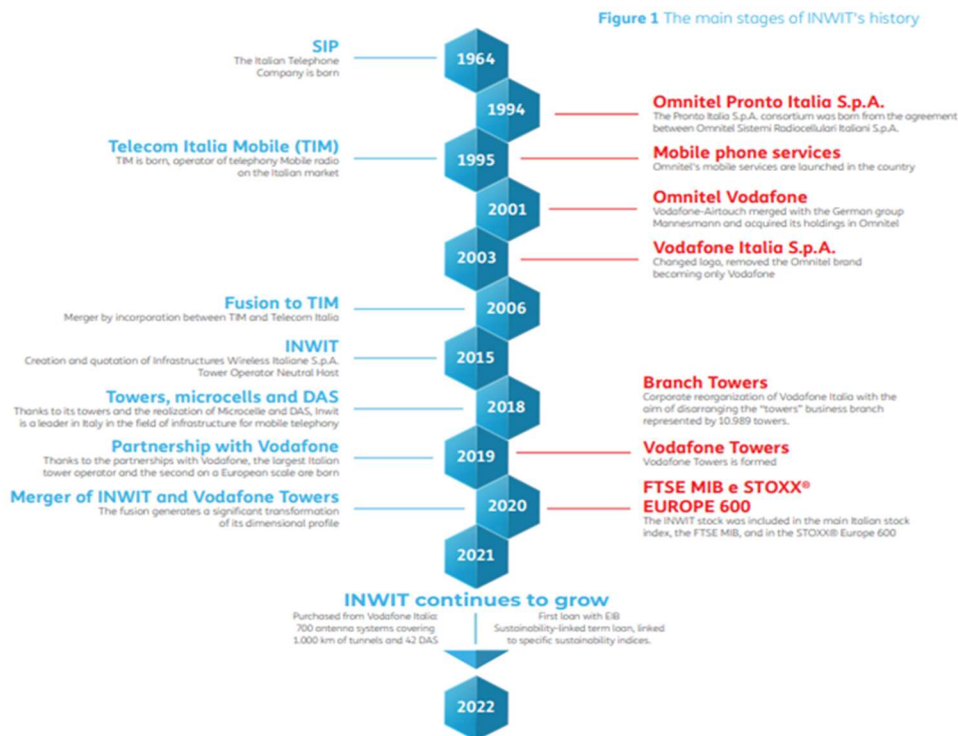 Figure 1 The main stages of INWIT's history
SIP
The Italian Telephone
Company is born
1964
1994
Omnitel Pronto Italia S.p.A.
The Pronto Italia S.p.A. consortium was born from the agreement
between Omnitel Sistemi Radiocellulari Italiani S.p.A.
Telecom Italia Mobile (TIM)
TIM is born, operator of telephony Mobile radio
on the Italian market
1995
Mobile phone services
Omnitel's mobile services are launched in the country
2001
Omnitel Vodafone
Vodafone-Airtouch merged with the German group
Mannesmann and acquired its holdings in Omnitel
2003
Vodafone Italia S.p.A.
Changed logo, removed the Omnitel brand
becoming only Vodafone
Fusion to TIM
Merger by incorporation between TIM and Telecom Italia
2006
INWIT
Creation and quotation of Infrastructures Wireless Italiane S.p.A.
Tower Operator Neutral Host
2015
Towers, microcells and DAS
Thanks to its towers and the realization of Microcelle and DAS, Inwit
is a leader in Italy in the field of infrastructure for mobile telephony
2018
Branch Towers
Corporate reorganization of Vodafone Italia with the
aim of disarranging the "towers" business branch
represented by 10.989 towers.
Partnership with Vodafone
Thanks to the partnerships with Vodafone, the largest Italian
tower operator and the second on a European scale are born
2019
Vodafone Towers
Vodafone Towers is formed
Merger of INWIT and Vodafone Towers
The fusion generates a significant transformation
of its dimensional profile
2020
FTSE MIB e STOXX®
EUROPE 600
The INWIT stock was included in the main Italian stock
index, the FTSE MIB, and in the STOXX® Europe 600
2021
INWIT continues to grow
Purchased from Vodafone Italia:
700 antenna systems covering
1.000 km of tunnels and 42 DAS
First loan with EIB
Sustainability-linked term loan, linked
to specific sustainability indices.
2022